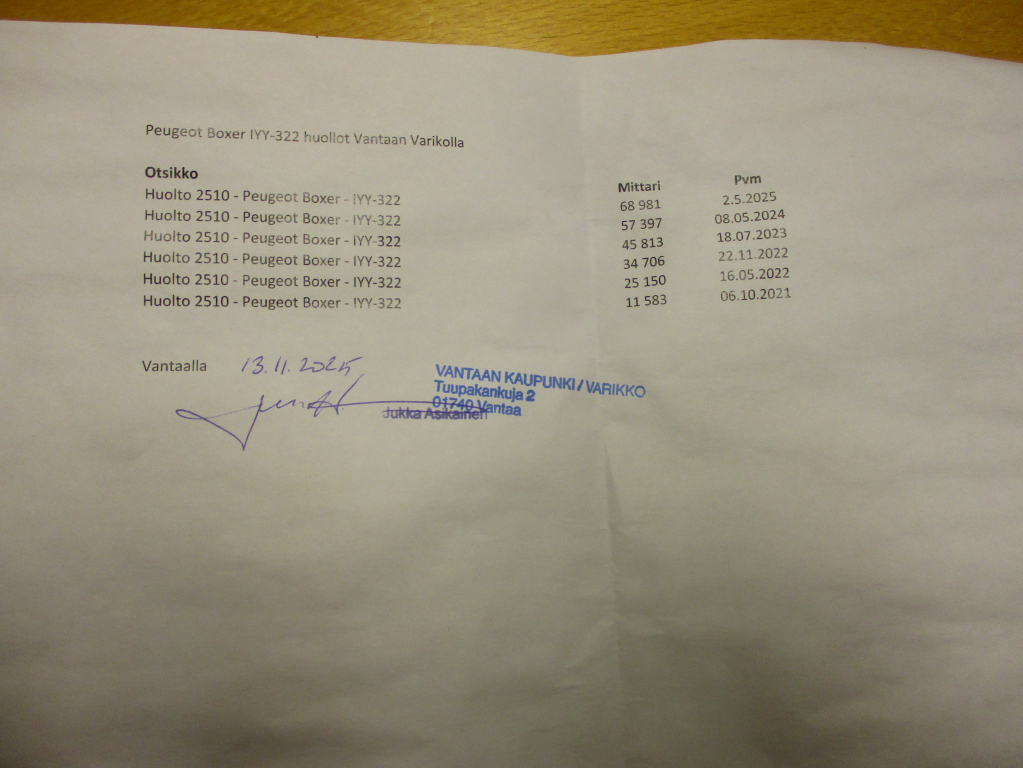 Peugeot Boxer IYY-322 huollot Vantaan Varikolla
Otsikko Mittari Pvm
Huolto 2510 - Peugeot Boxer - IYY-322 68 981 2.5.2025
Huolto 2510 - Peugeot Boxer - IYY-322 57 397 08.05.2024
Huolto 2510 - Peugeot Boxer - IYY-322 45 813 18.07.2023
Huolto 2510 - Peugeot Boxer - IYY-322 34 706 22.11.2022
Huolto 2510 - Peugeot Boxer - IYY-322 25 150 16.05.2022
Huolto 2510 - Peugeot Boxer - IYY-322 11 583 06.10.2021
Vantaalla 13.11.2025
VANTAAN KAUPUNKI / VARIKKO
Tuupakankuja 2
01740 Vantaa
Jukka Asikainen